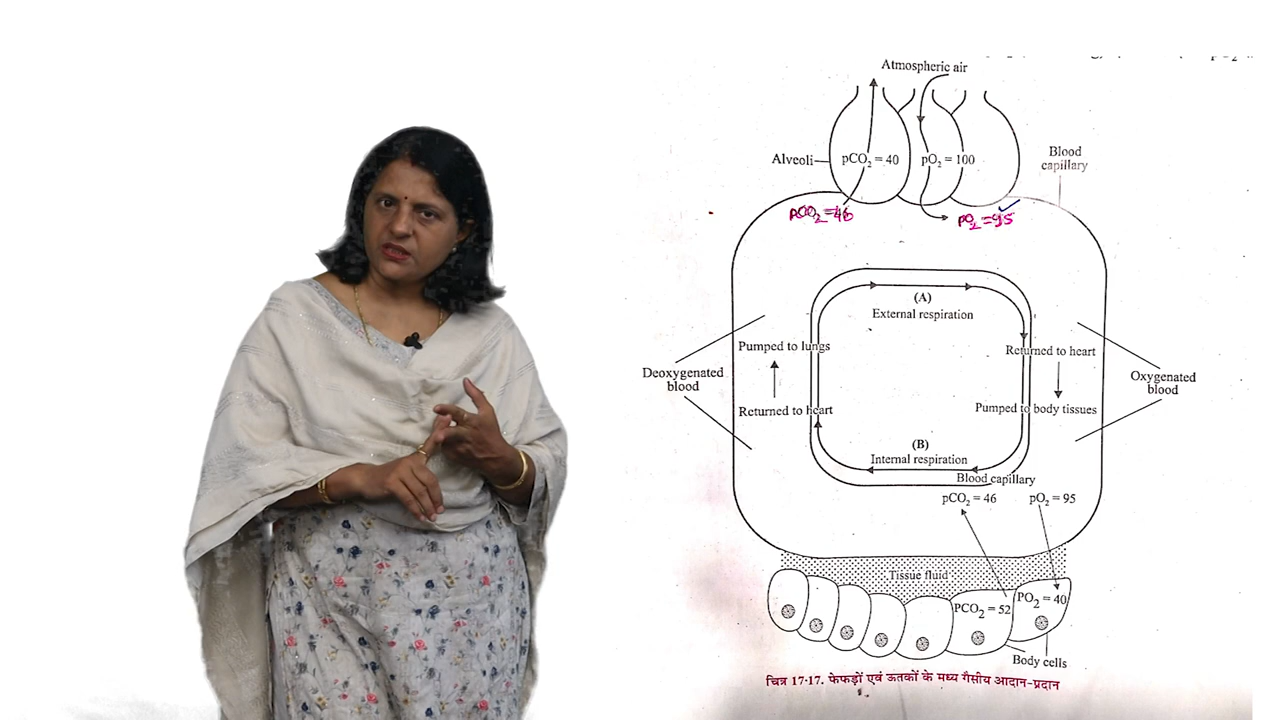 Atmospheric air
Alveoli
pCO₂ = 40
pO₂ = 100
Blood
capillary
pCO₂ = 46
pO₂ = 95
(A)
External respiration
Pumped to lungs
Returned to heart
Deoxygenated
blood
Oxygenated
blood
Returned to heart
Pumped to body tissues
(B)
Internal respiration
Blood capillary
pCO₂ = 46
pO₂ = 95
Tissue fluid
PCO₂ = 52
PO₂ = 40
Body cells
चित्र 17·17. फेफड़ों एवं ऊतकों के मध्य गैसीय आदान-प्रदान